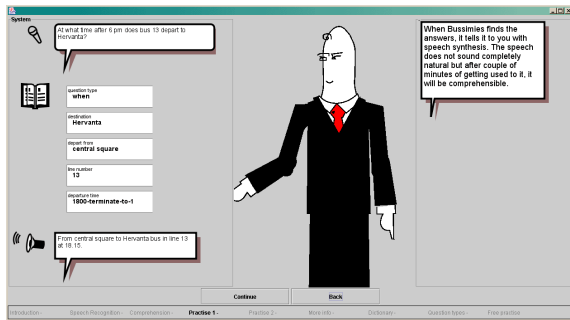 System
At what time after 6 pm does bus 13 depart to
Hervanta?
question type
when
destination
Hervanta
depart from
central square
line number
13
departure time
1800-terminate-to-1
From central square to Hervanta bus in line 13
at 18.15.
When Bussimies finds the
answers, it tells it to you with
speech synthesis. The speech
does not sound completely
natural but after couple of
minutes of getting used to it, it
will be comprehensible.
Continue Back
Introduction - Speech Recognition - Comprehension - Practise 1 - Practise 2 - More info - Dictionary - Question types - Free practise